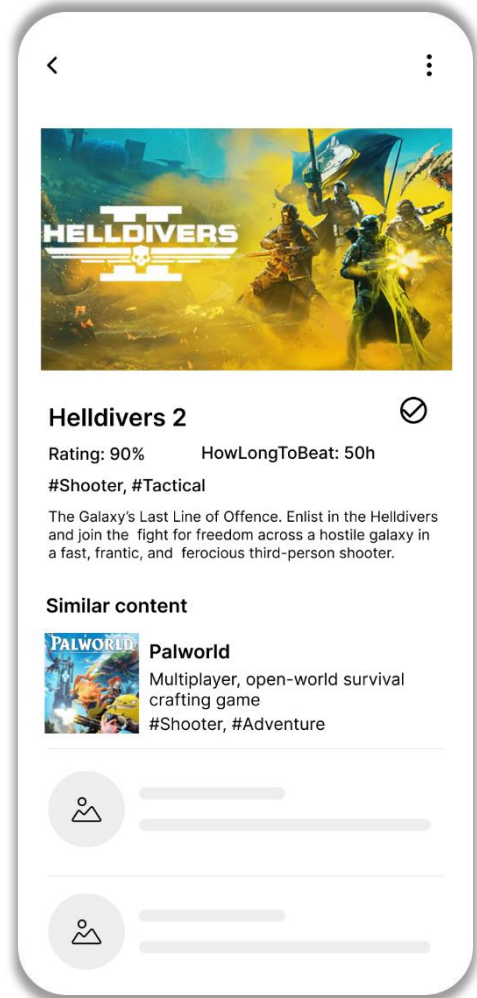 HELLDIVERS
II
Helldivers 2
Rating: 90% HowLongToBeat: 50h
#Shooter, #Tactical
The Galaxy’s Last Line of Offence. Enlist in the Helldivers
and join the fight for freedom across a hostile galaxy in
a fast, frantic, and ferocious third-person shooter.
Similar content
PALWORLD
Palworld
Multiplayer, open-world survival
crafting game
#Shooter, #Adventure